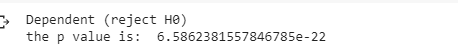 Dependent (reject H0)
the p value is:  6.5862381557846785e-22